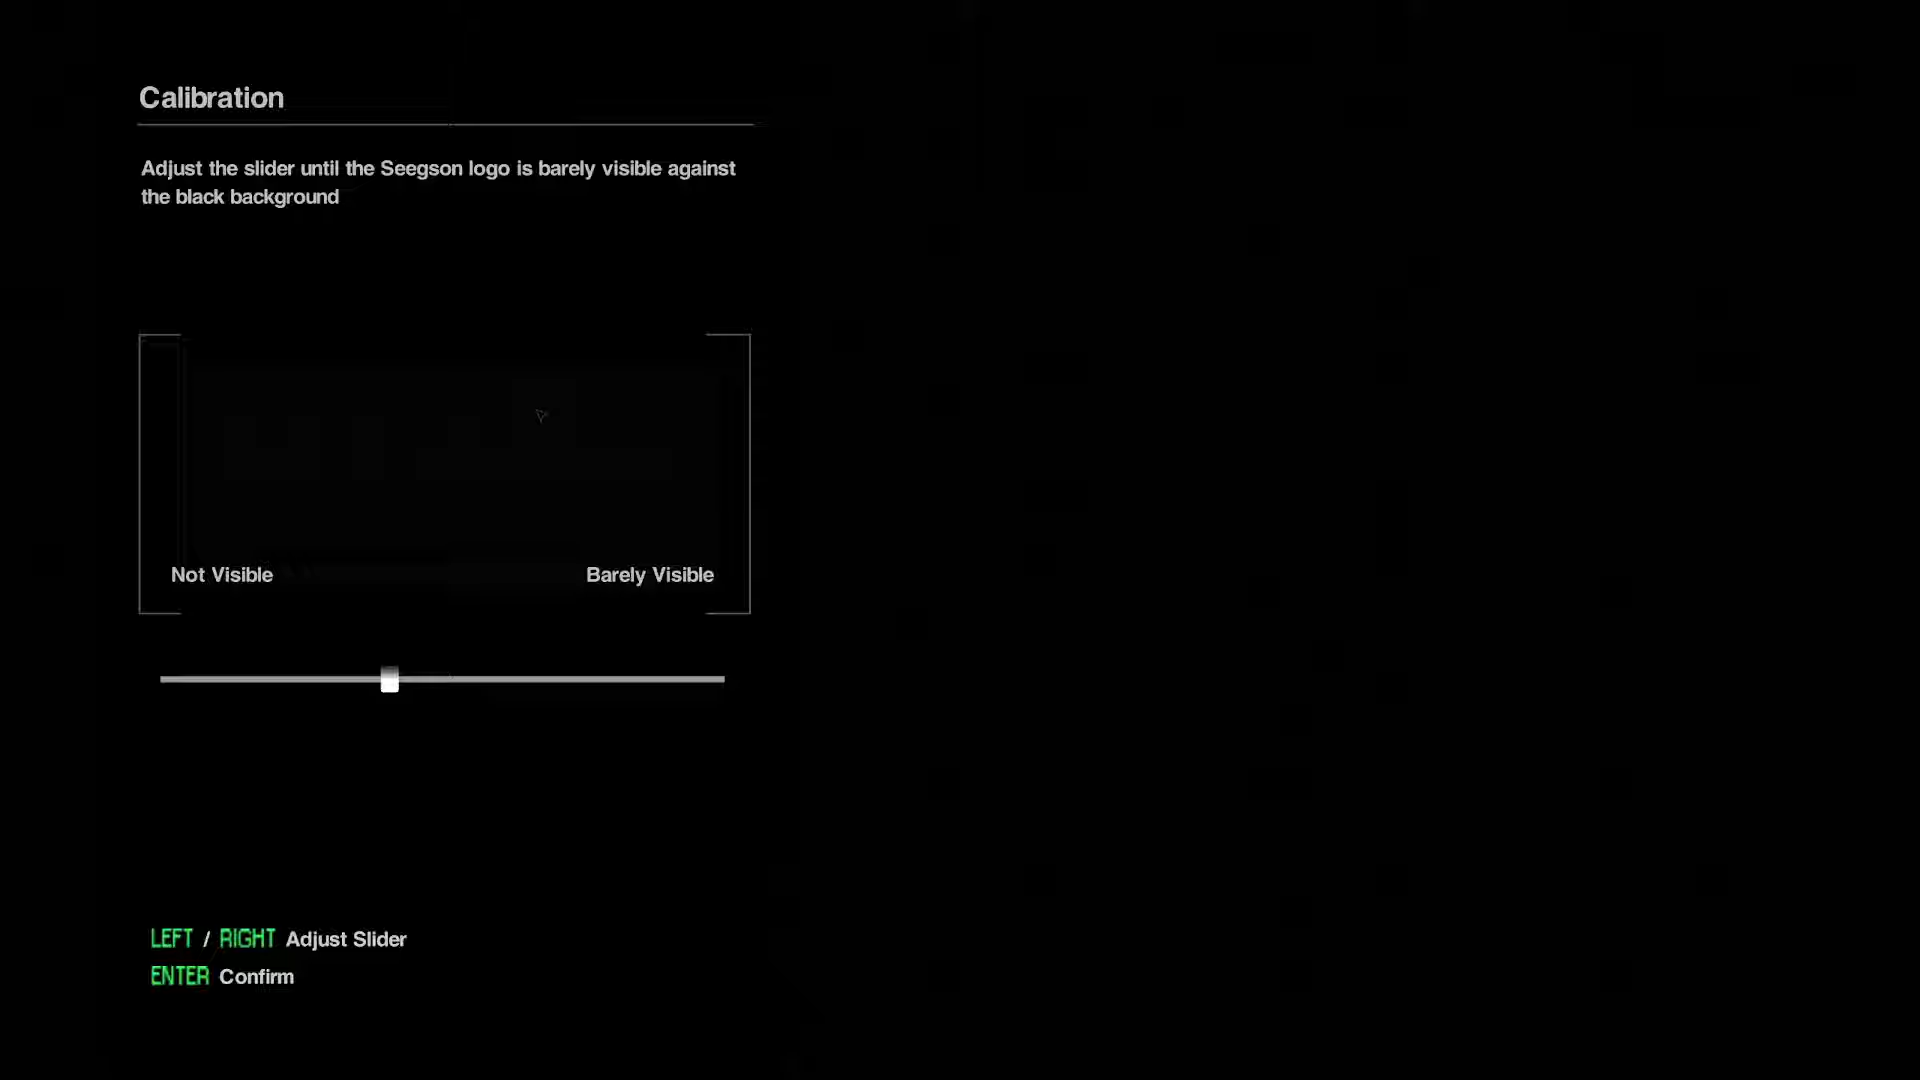 Calibration
Adjust the slider until the Seegson logo is barely visible against
the black background
Not Visible Barely Visible
LEFT / RIGHT Adjust Slider
ENTER Confirm